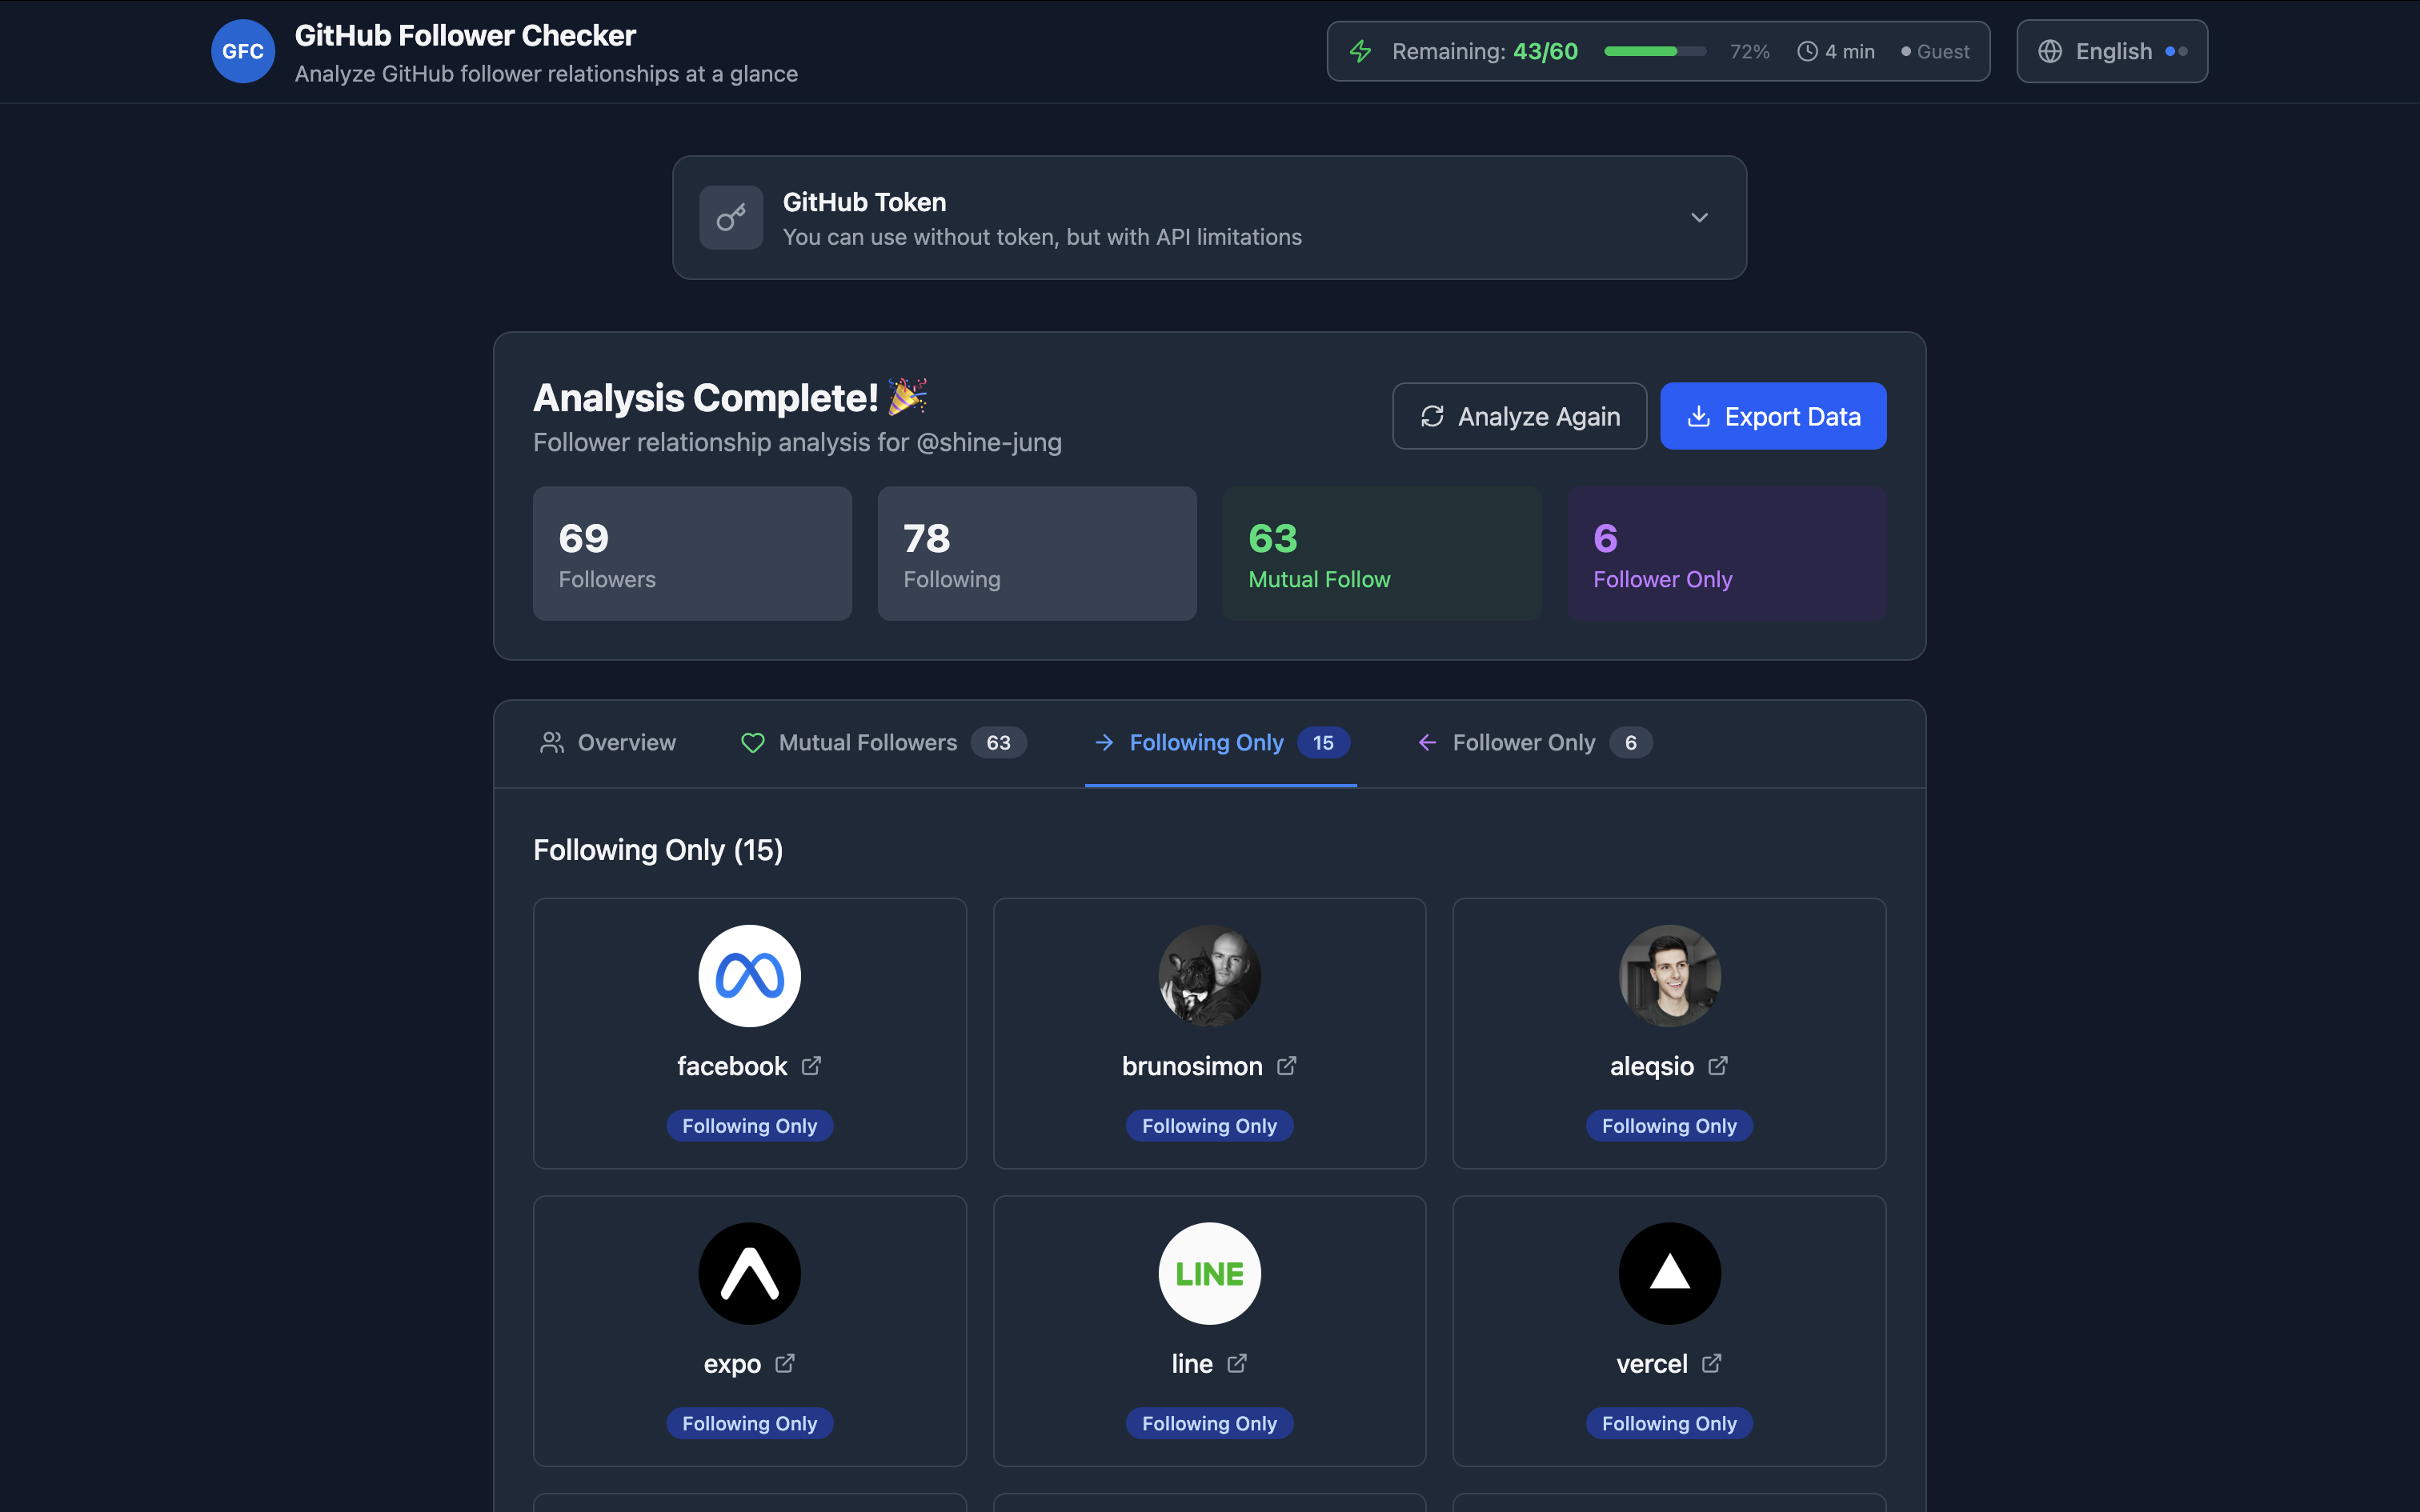 GFC
GitHub Follower Checker
Analyze GitHub follower relationships at a glance
Remaining: 43/60
72%
4 min
Guest
English
GitHub Token
You can use without token, but with API limitations
Analysis Complete! 🎉
Follower relationship analysis for @shine-jung
Analyze Again
Export Data
69
Followers
78
Following
63
Mutual Follow
6
Follower Only
Overview
Mutual Followers 63
Following Only 15
Follower Only 6
Following Only (15)
facebook
Following Only
brunosimon
Following Only
aleqsio
Following Only
expo
Following Only
LINE
line
Following Only
vercel
Following Only